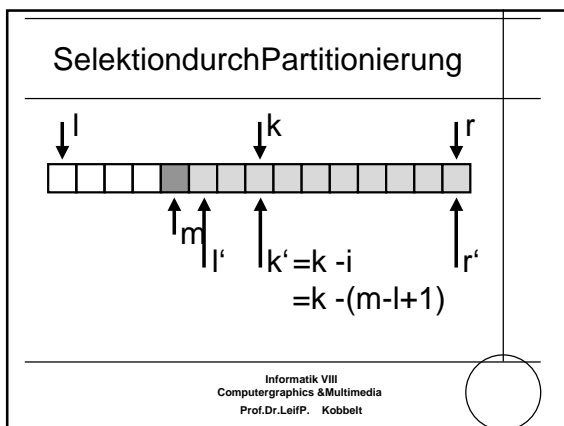 SelektiondurchPartitionierung
l k r
m
l‘ k‘ =k -i r‘
=k -(m-l+1)
Informatik VIII
Computergraphics &Multimedia
Prof.Dr.LeifP. Kobbelt